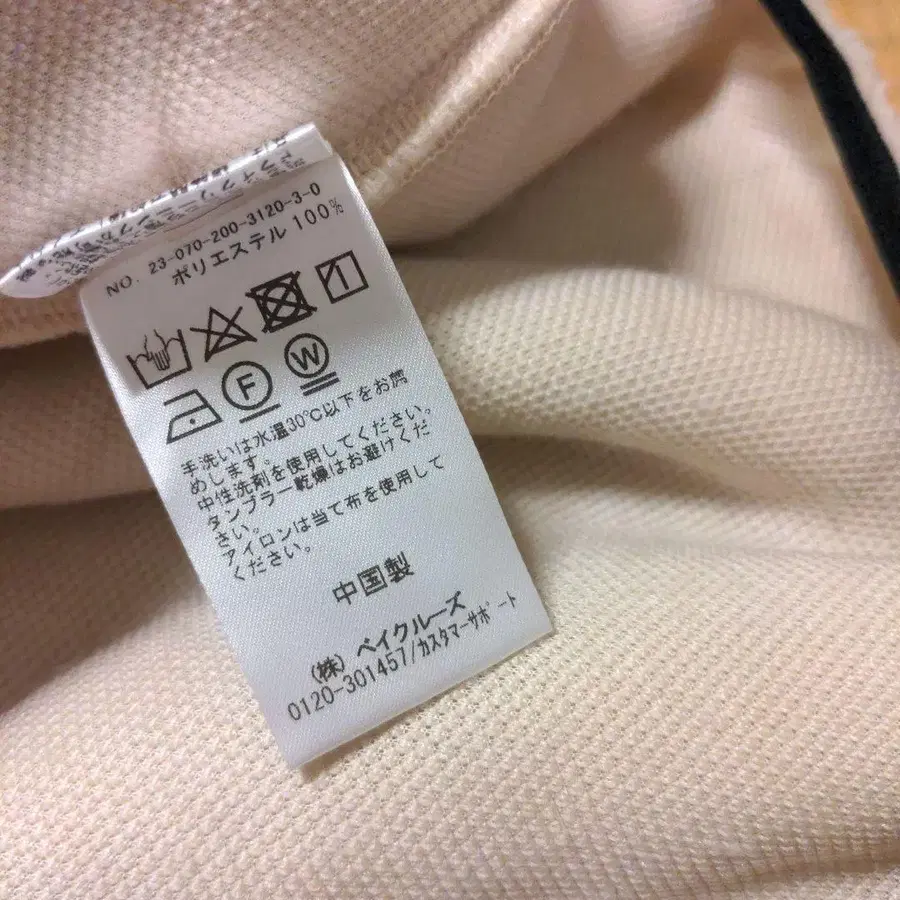 NO. 23-070-200-3120-3-0
ポリエステル 100%
F W
手洗いは水温30℃以下をお薦
めします。
中性洗剤を使用してください。
タンブラー乾燥はお避けくだ
さい。
アイロンは当て布を使用して
ください。
中国製
(株) ベイクルーズ
0120-301457/カスタマーサポート